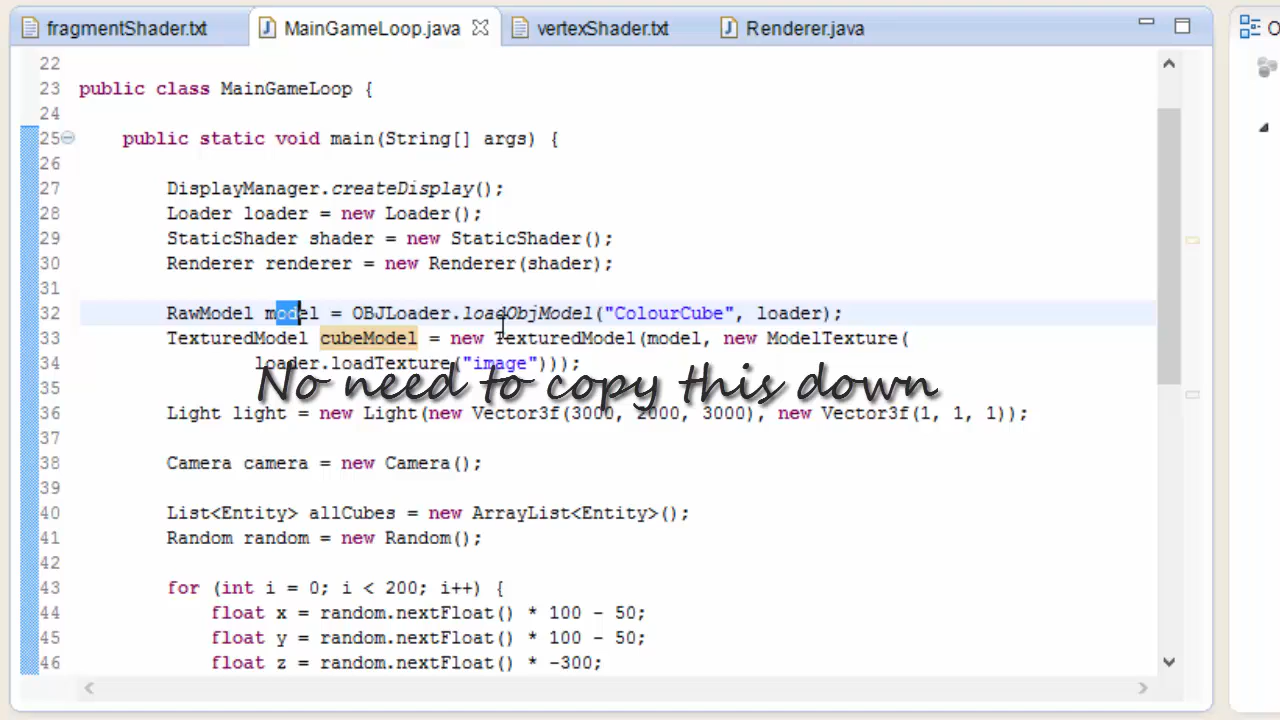 fragmentShader.txt MainGameLoop.java vertexShader.txt Renderer.java
22
23 public class MainGameLoop {
24
25 public static void main(String[] args) {
26
27 DisplayManager.createDisplay();
28 Loader loader = new Loader();
29 StaticShader shader = new StaticShader();
30 Renderer renderer = new Renderer(shader);
31
32 RawModel model = OBJLoader.loadObjModel("ColourCube", loader);
33 TexturedModel cubeModel = new TexturedModel(model, new ModelTexture(
34 loader.loadTexture("image")));
No need to copy this down
35
36 Light light = new Light(new Vector3f(3000, 2000, 3000), new Vector3f(1, 1, 1));
37
38 Camera camera = new Camera();
39
40 List<Entity> allCubes = new ArrayList<Entity>();
41 Random random = new Random();
42
43 for (int i = 0; i < 200; i++) {
44 float x = random.nextFloat() * 100 - 50;
45 float y = random.nextFloat() * 100 - 50;
46 float z = random.nextFloat() * -300;